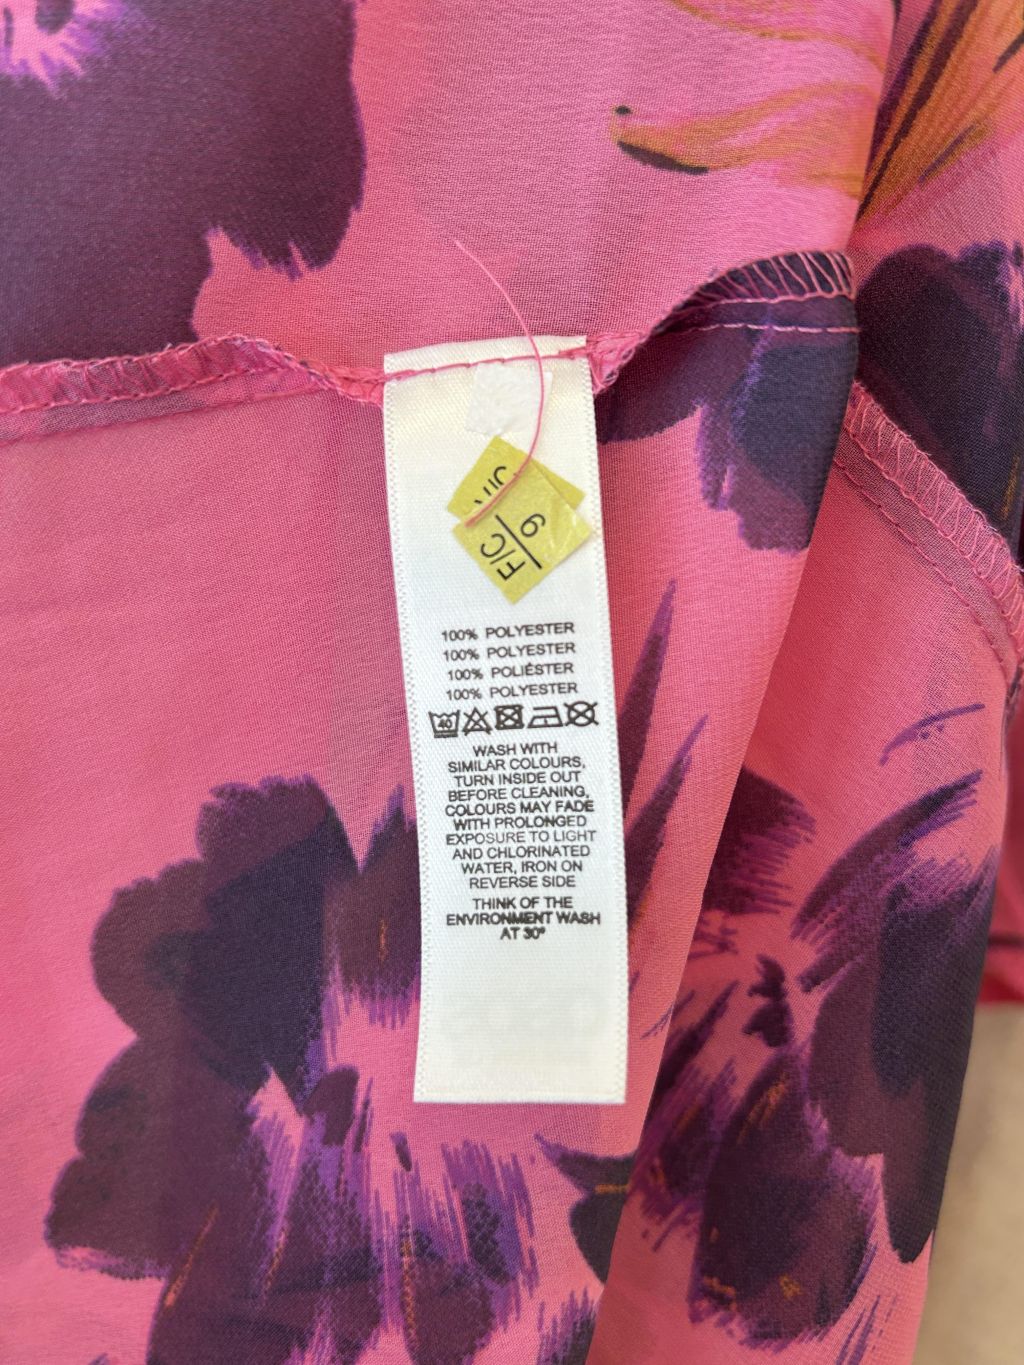 F/C
9
100% POLYESTER
100% POLYESTER
100% POLIÉSTER
100% POLYESTER
40
WASH WITH
SIMILAR COLOURS,
TURN INSIDE OUT
BEFORE CLEANING,
COLOURS MAY FADE
WITH PROLONGED
EXPOSURE TO LIGHT
AND CHLORINATED
WATER, IRON ON
REVERSE SIDE
THINK OF THE
ENVIRONMENT WASH
AT 30°